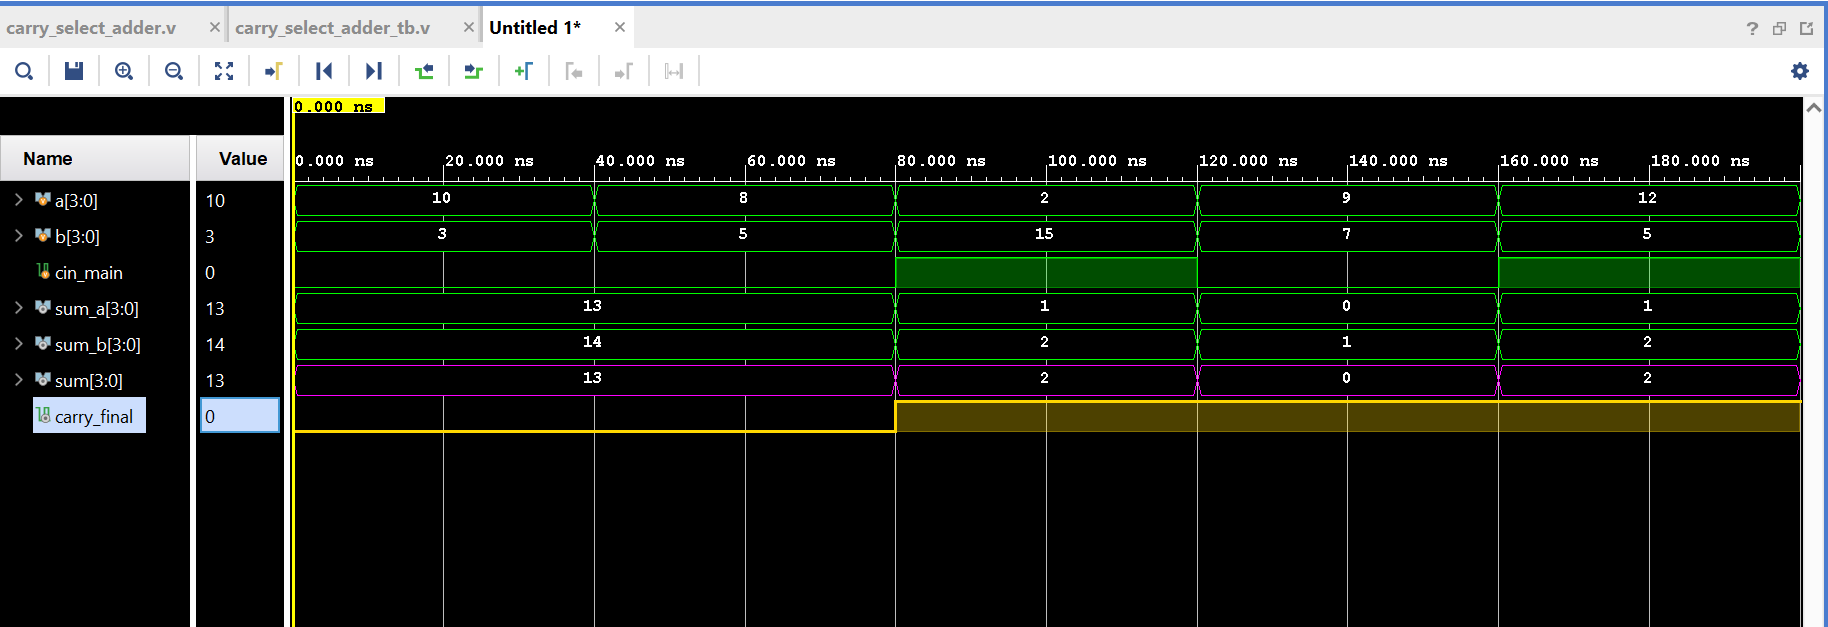 carry_select_adder.v × carry_select_adder_tb.v × Untitled 1* ×
?
0.000 ns
Name Value
0.000 ns 20.000 ns 40.000 ns 60.000 ns 80.000 ns 100.000 ns 120.000 ns 140.000 ns 160.000 ns 180.000 ns
a[3:0] 10 10 8 2 9 12
b[3:0] 3 3 5 15 7 5
cin_main 0
sum_a[3:0] 13 13 1 0 1
sum_b[3:0] 14 14 2 1 2
sum[3:0] 13 13 2 0 2
carry_final 0